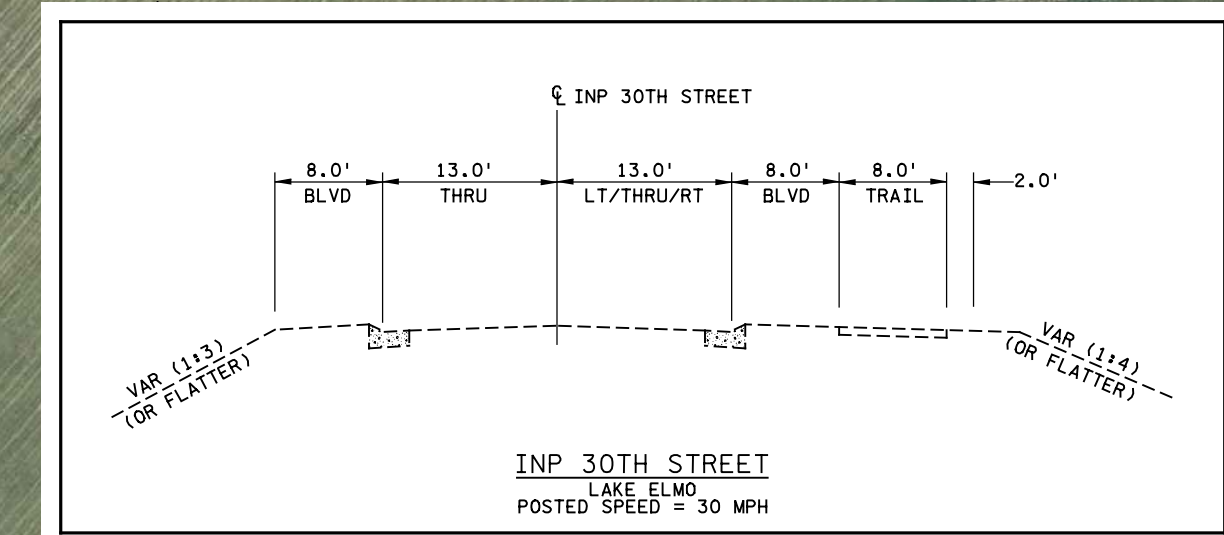 ℄ INP 30TH STREET
8.0' 13.0' 13.0' 8.0' 8.0' 2.0'
BLVD THRU LT/THRU/RT BLVD TRAIL
VAR (1:3)
(OR FLATTER)
VAR (1:4)
(OR FLATTER)
INP 30TH STREET
LAKE ELMO
POSTED SPEED = 30 MPH